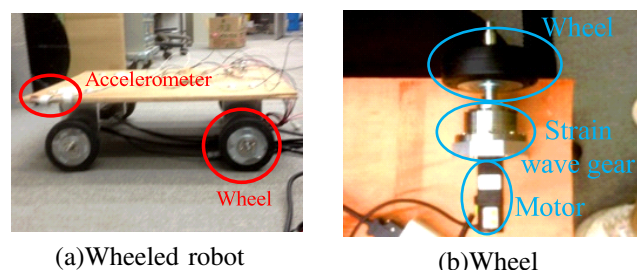 Accelerometer
Wheel
(a)Wheeled robot
Wheel
Strain
wave gear
Motor
(b)Wheel